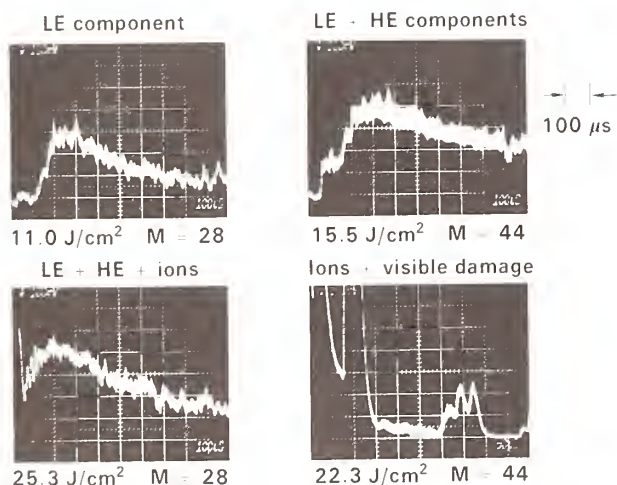 LE component
LE + HE components
100 μs
11.0 J/cm² M = 28
15.5 J/cm² M = 44
LE + HE + ions
Ions + visible damage
25.3 J/cm² M = 28
22.3 J/cm² M = 44